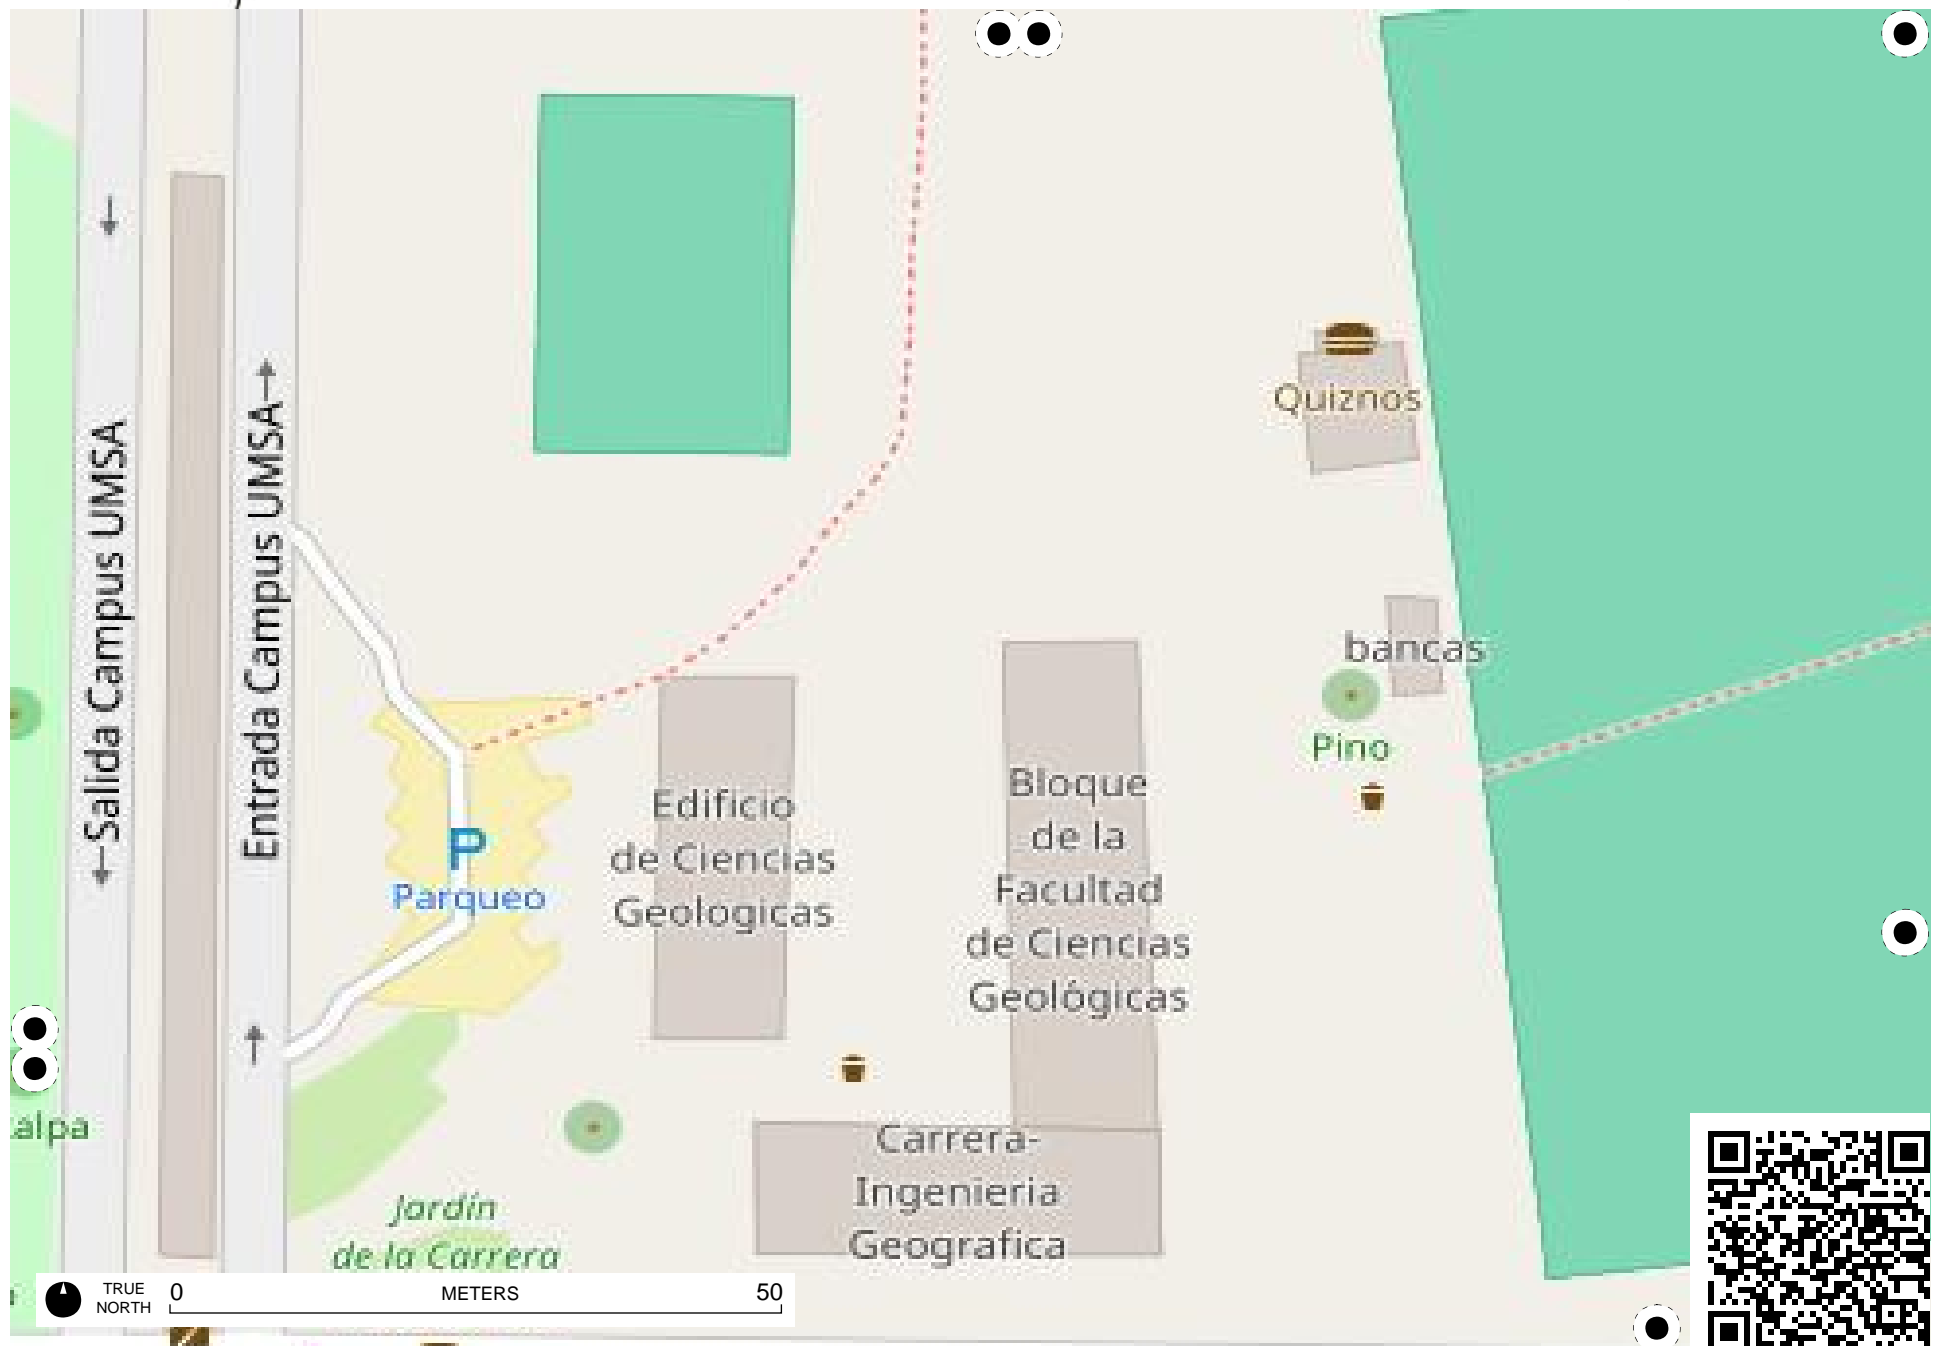 ←Salida Campus UMSA
Entrada Campus UMSA→
Quiznos
bancas
Pino
P
Parqueo
Edificio
de Ciencias
Geologicas
Bloque
de la
Facultad
de Ciencias
Geológicas
alpa
Carrera-
Ingenieria
Geografica
Jardín
de la Carrera
TRUE
NORTH
0 METERS 50